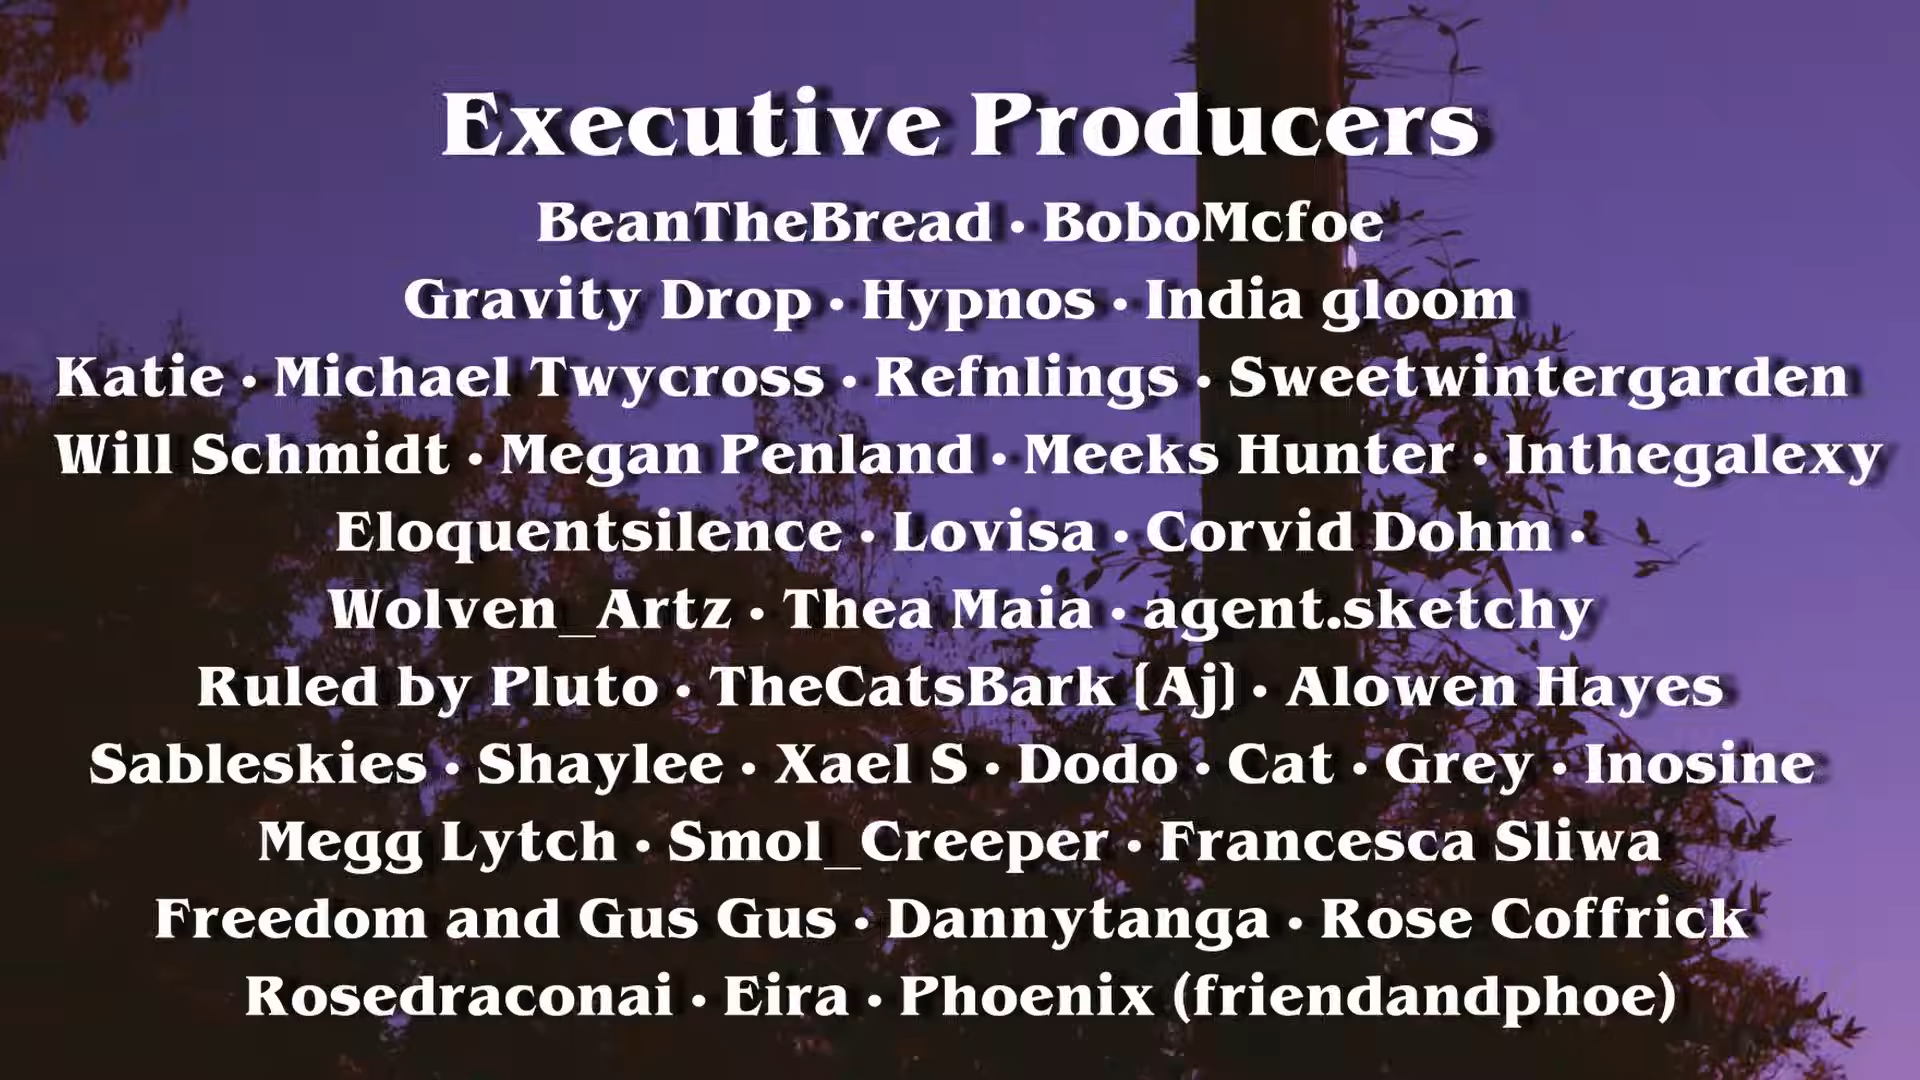 Executive Producers
BeanTheBread • BoboMcfoe
Gravity Drop • Hypnos • India gloom
Katie • Michael Twycross • Refnlings • Sweetwintergarden
Will Schmidt • Megan Penland • Meeks Hunter • Inthegalexy
Eloquentsilence • Lovisa • Corvid Dohm •
Wolven_Artz • Thea Maia • agent.sketchy
Ruled by Pluto • TheCatsBark [Aj] • Alowen Hayes
Sableskies • Shaylee • Xael S • Dodo • Cat • Grey • Inosine
Megg Lytch • Smol_Creeper • Francesca Sliwa
Freedom and Gus Gus • Dannytanga • Rose Coffrick
Rosedraconai • Eira • Phoenix (friendandphoe)